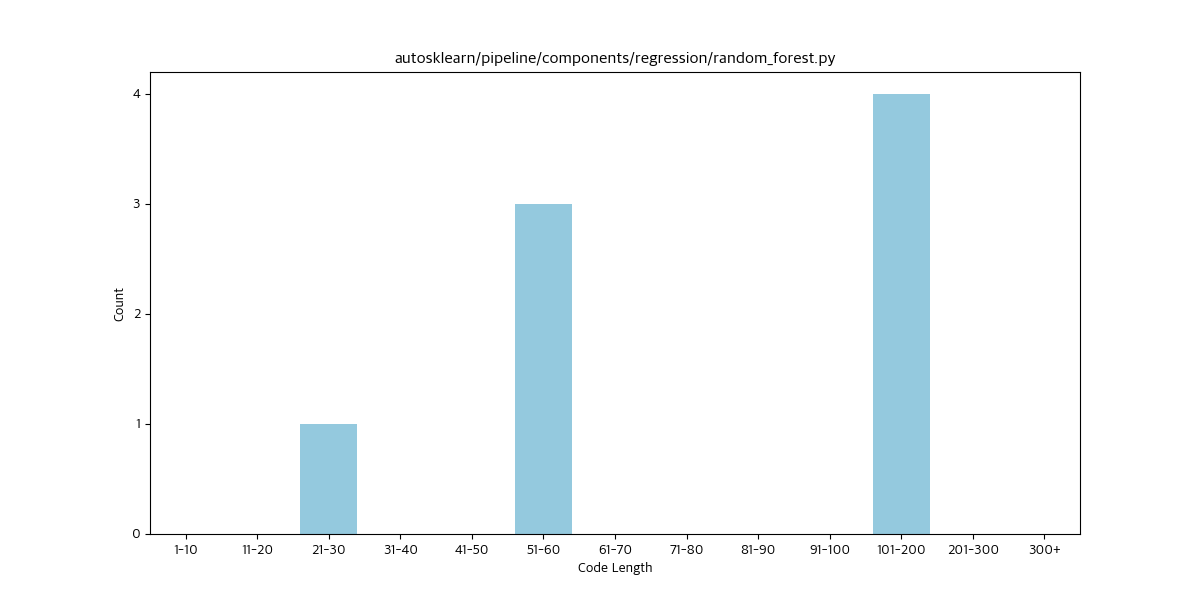 autosklearn/pipeline/components/regression/random_forest.py
4
3
2
1
0
Count
1-10 11-20 21-30 31-40 41-50 51-60 61-70 71-80 81-90 91-100 101-200 201-300 300+
Code Length